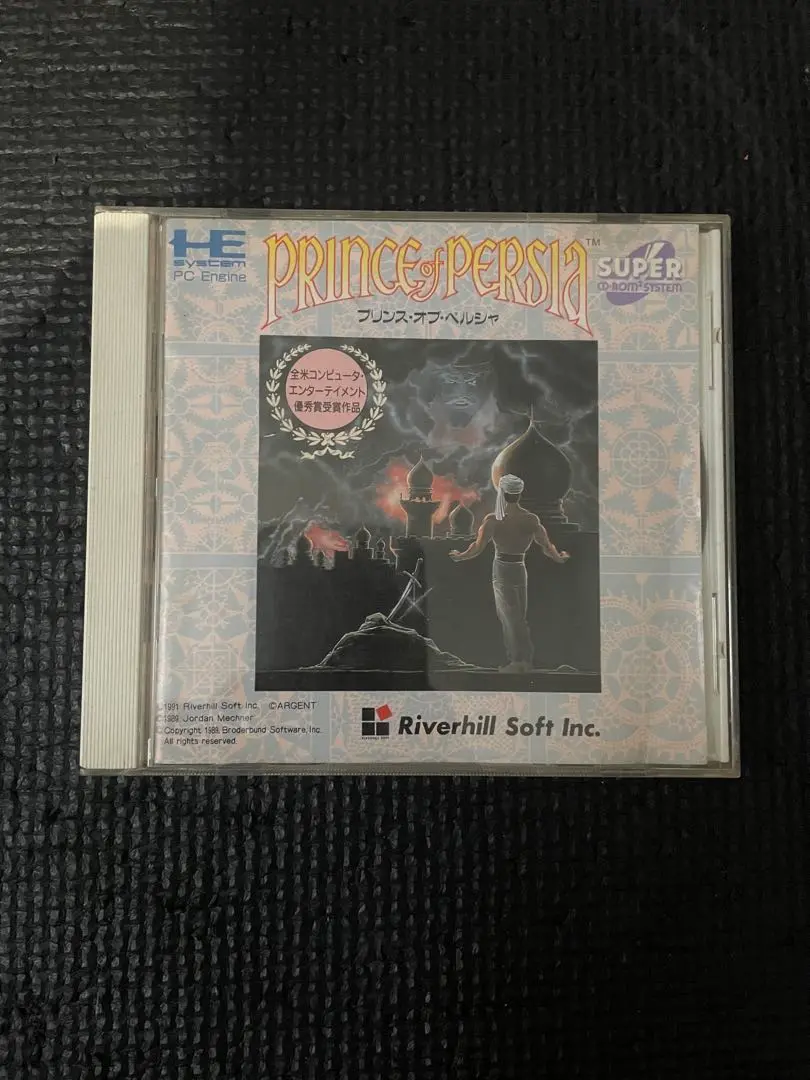 HE
system
PC Engine
PRINCE of PERSIA™
プリンス・オブ・ペルシャ
SUPER
CD-ROM² SYSTEM
全米コンピュータ・
エンターテイメント
優秀賞受賞作品
©1991 Riverhill Soft Inc. ©ARGENT
©1989 Jordan Mechner
© Copyright 1989, Broderbund Software, Inc.
All rights reserved.
Riverhill Soft Inc.